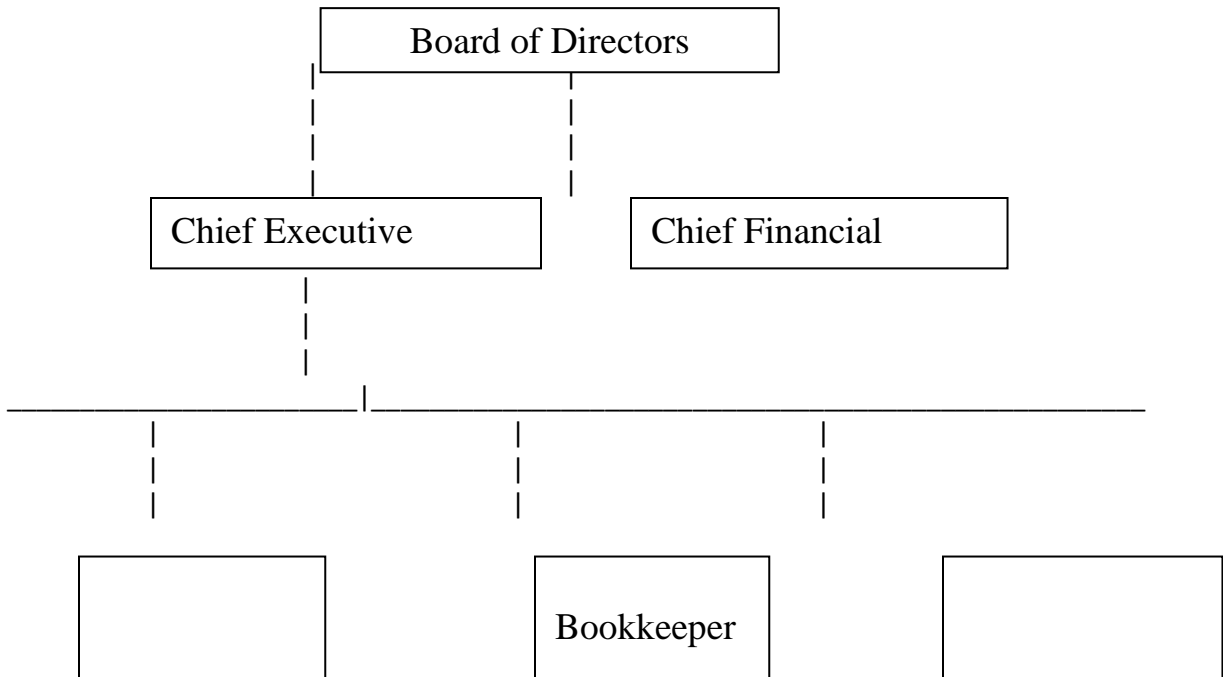 Board of Directors
Chief Executive
Chief Financial
Bookkeeper